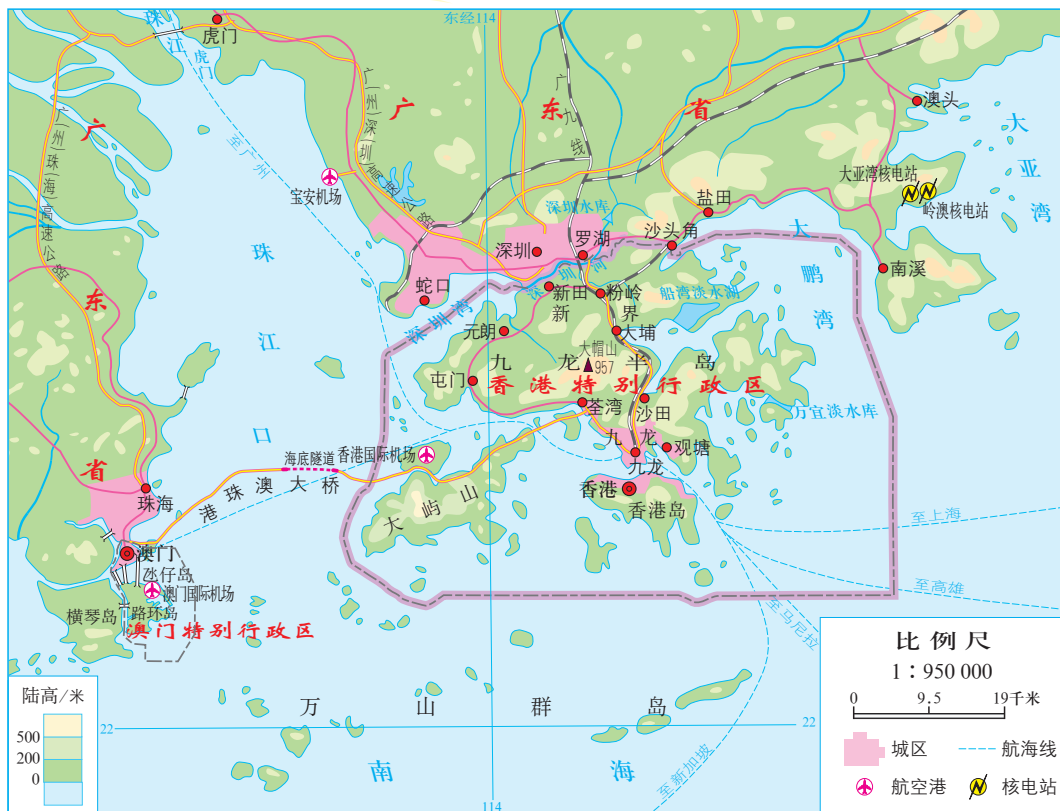 东经114
珠
江
虎门
虎门
广(州)深(圳)高速公路
广
东
省
广九线
澳头
大亚湾
广
广(州)珠(海)高速公路
至广州
宝安机场
大亚湾核电站
岭澳核电站
盐田
深圳水库
沙头角
罗湖
深圳
深圳河
大鹏湾
南溪
珠
江
口
蛇口
深圳湾
新田
粉岭
新界
船湾淡水湖
东
元朗
大埔
大帽山
957
九龙半岛
屯门
香港特别行政区
荃湾
沙田
万宜淡水库
九龙
观塘
九龙
海底隧道
香港国际机场
省
珠海
港珠澳大桥
大屿山
香港
香港岛
至上海
澳门
氹仔岛
澳门国际机场
横琴岛
路环岛
澳门特别行政区
至高雄
至马尼拉
万山群岛
22
22
南海
至新加坡
114
陆高/米
500
200
0
比例尺
1：950 000
0 9.5 19千米
城区
航海线
航空港
核电站